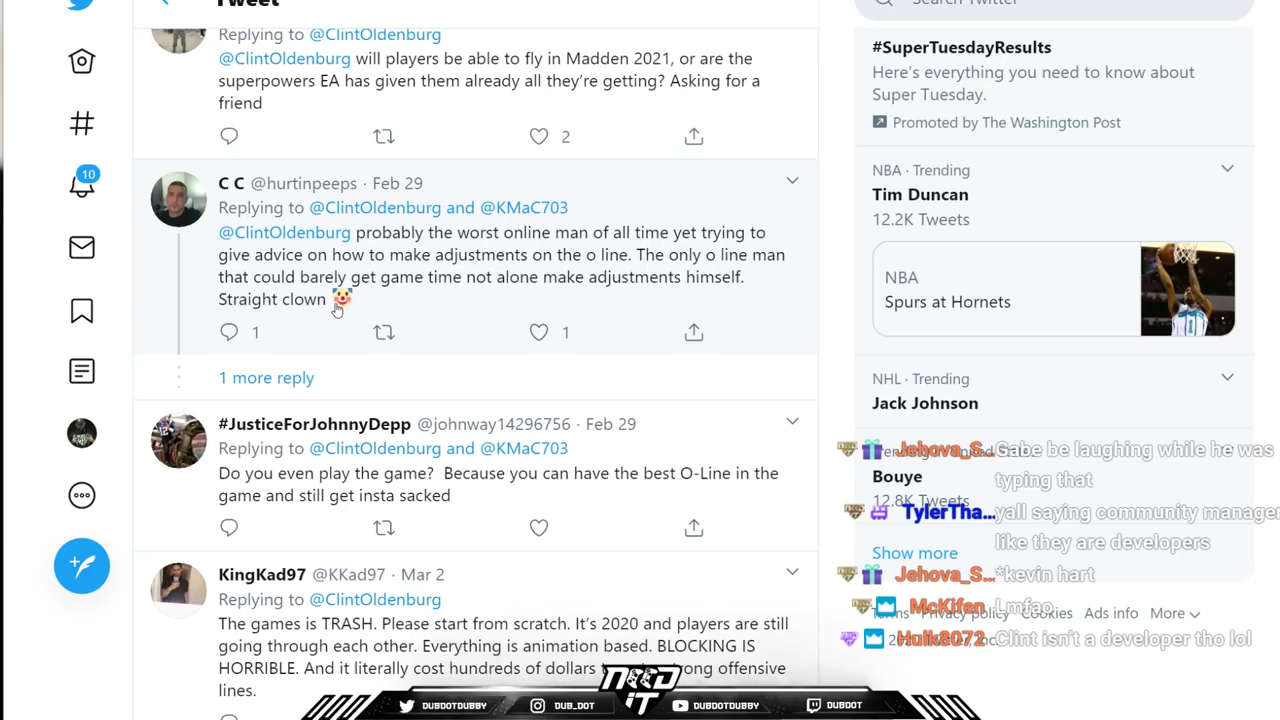 Tweet
Search Twitter
Replying to @ClintOldenburg
@ClintOldenburg will players be able to fly in Madden 2021, or are the
superpowers EA has given them already all they're getting? Asking for a
friend
2
C C @hurtinpeeps · Feb 29
Replying to @ClintOldenburg and @KMaC703
@ClintOldenburg probably the worst online man of all time yet trying to
give advice on how to make adjustments on the o line. The only o line man
that could barely get game time not alone make adjustments himself.
Straight clown 🤡
1
1
1 more reply
#JusticeForJohnnyDepp @johnway14296756 · Feb 29
Replying to @ClintOldenburg and @KMaC703
Do you even play the game? Because you can have the best O-Line in the
game and still get insta sacked
KingKad97 @KKad97 · Mar 2
Replying to @ClintOldenburg
The games is TRASH. Please start from scratch. It's 2020 and players are still
going through each other. Everything is animation based. BLOCKING IS
HORRIBLE. And it literally cost hundreds of dollars offensive
lines.
10
#SuperTuesdayResults
Here's everything you need to know about
Super Tuesday.
Promoted by The Washington Post
NBA · Trending
Tim Duncan
12.2K Tweets
NBA
Spurs at Hornets
NHL · Trending
Jack Johnson
Bouye
12.8K Tweets
Show more
Terms Privacy policy Cookies Ads info More
Jehova_S... Gabe be laughing while he was
typing that
TylerTha... yall saying community manager
like they are developers
Jehova_S... *kevin hart
McKifen Lmfao
Hulk8072 Clint isn't a developer tho lol
DUBDOTDUBBY
DUB_DOT
DUBDOTDUBBY
DUBDOT